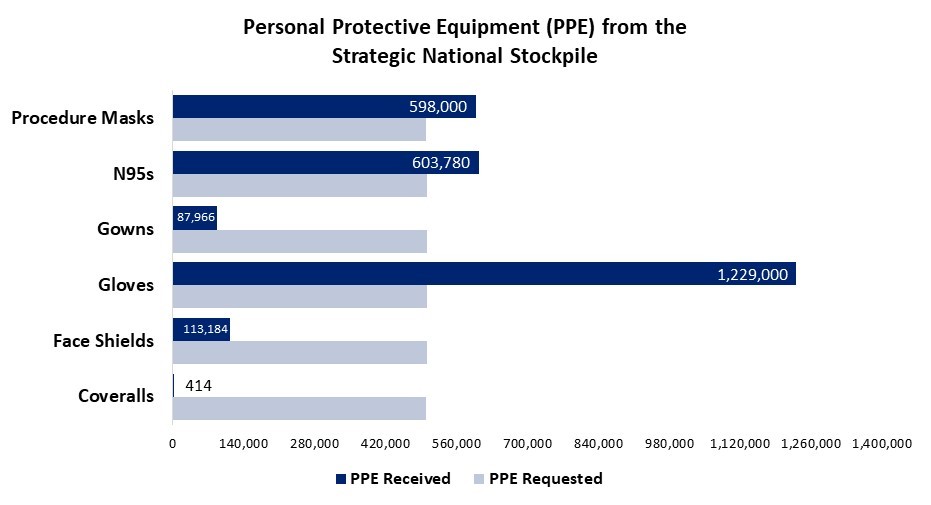 Personal Protective Equipment (PPE) from the
Strategic National Stockpile
Procedure Masks
598,000
N95s
603,780
Gowns
87,966
Gloves
1,229,000
Face Shields
113,184
Coveralls
414
0 140,000 280,000 420,000 560,000 700,000 840,000 980,000 1,120,000 1,260,000 1,400,000
PPE Received PPE Requested